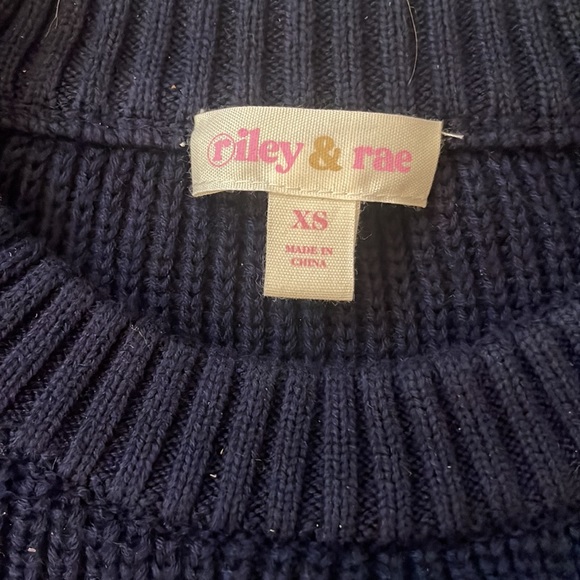 riley & rae
XS
MADE IN
CHINA